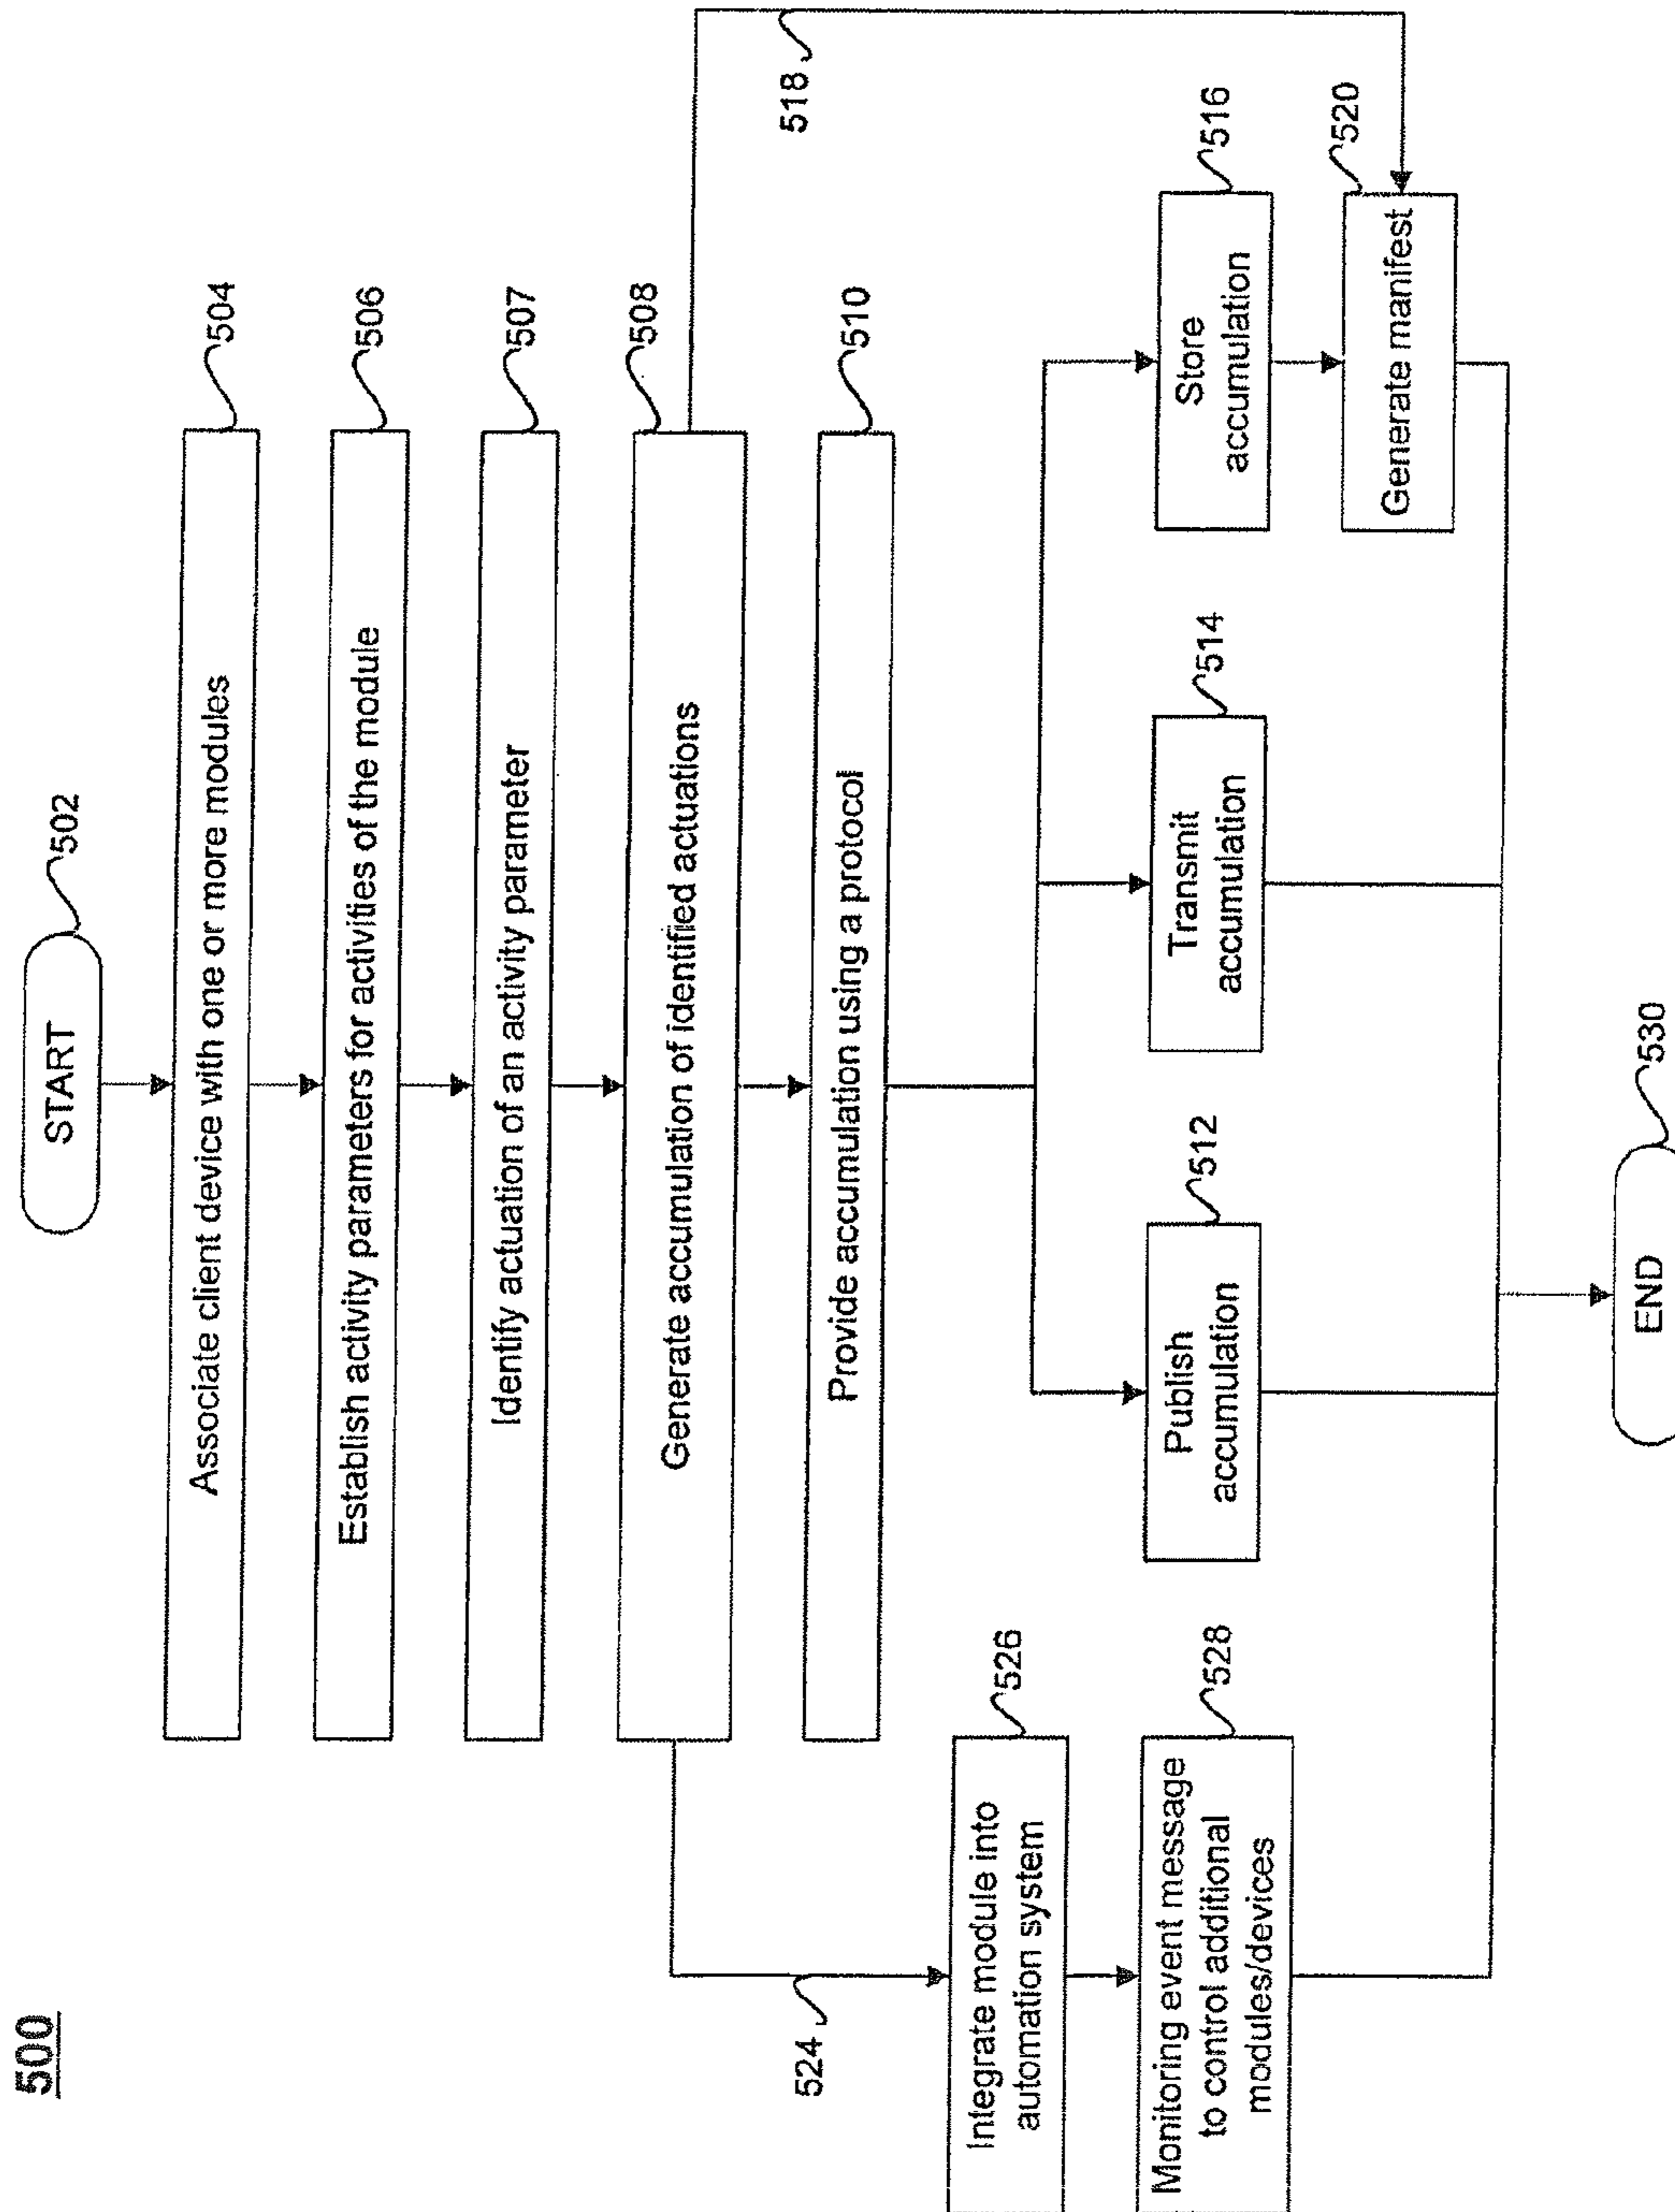 500
START
502
Associate client device with one or more modules
504
Establish activity parameters for activities of the module
506
Identify actuation of an activity parameter
507
Generate accumulation of identified actuations
508
518
Provide accumulation using a protocol
510
524
Integrate module into
automation system
526
Monitoring event message
to control additional
modules/devices
528
Publish
accumulation
512
Transmit
accumulation
514
Store
accumulation
516
Generate manifest
520
END
530